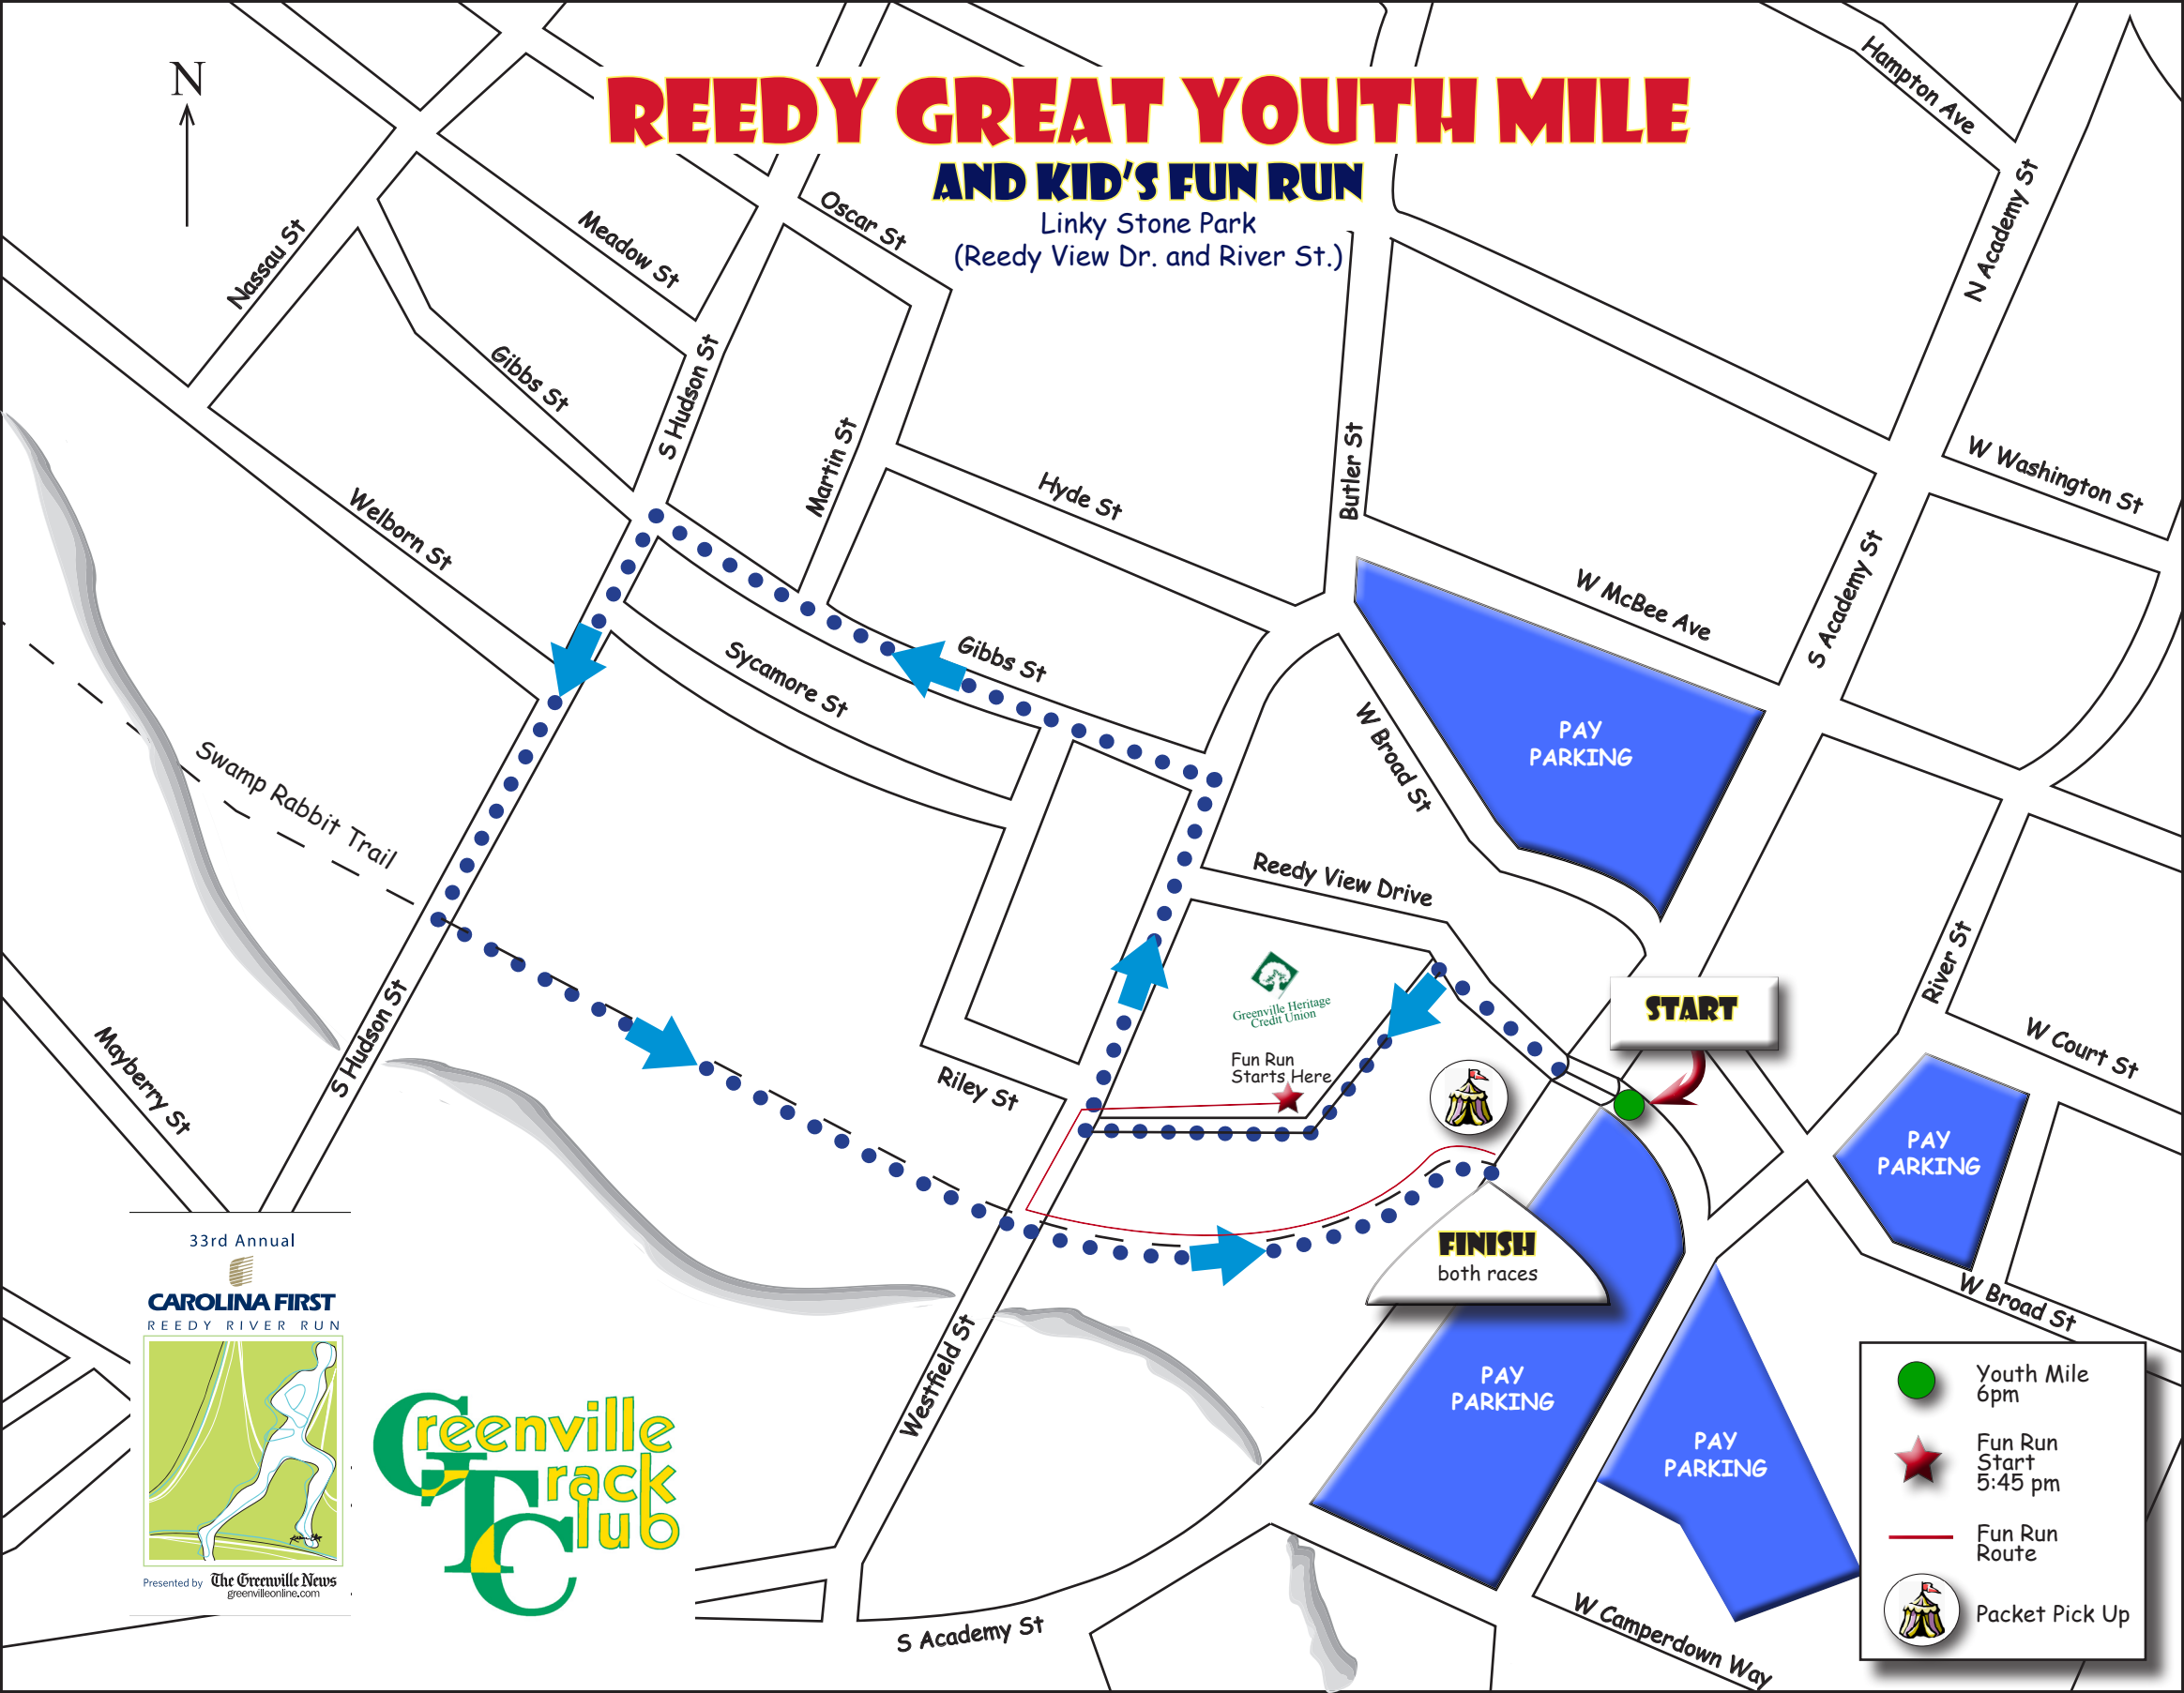 REEDY GREAT YOUTH MILE
AND KID'S FUN RUN
Linky Stone Park
(Reedy View Dr. and River St.)
N
Hampton Ave
N Academy St
Nassau St
Meadow St
Oscar St
Gibbs St
S Hudson St
Martin St
Hyde St
Butler St
W Washington St
Welborn St
W McBee Ave
S Academy St
Sycamore St
Gibbs St
W Broad St
PAY
PARKING
Swamp Rabbit Trail
Reedy View Drive
River St
Greenville Heritage
Credit Union
START
Fun Run
Starts Here
S Hudson St
Mayberry St
Riley St
W Court St
PAY
PARKING
FINISH
both races
W Broad St
Westfield St
PAY
PARKING
PAY
PARKING
S Academy St
W Camperdown Way
33rd Annual
CAROLINA FIRST
REEDY RIVER RUN
Presented by The Greenville News
greenvilleonline.com
Greenville
Track
Club
Youth Mile
6pm
Fun Run
Start
5:45 pm
Fun Run
Route
Packet Pick Up